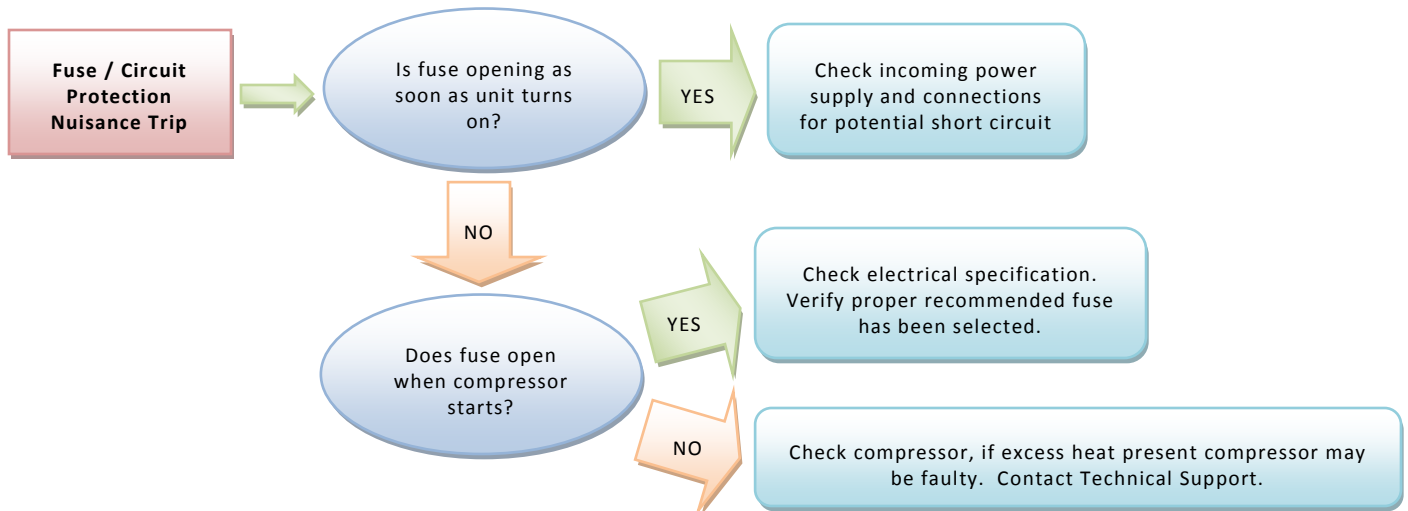 Fuse / Circuit
Protection
Nuisance Trip
Is fuse opening as
soon as unit turns
on?
YES
Check incoming power
supply and connections
for potential short circuit
NO
Does fuse open
when compressor
starts?
YES
Check electrical specification.
Verify proper recommended fuse
has been selected.
NO
Check compressor, if excess heat present compressor may
be faulty.  Contact Technical Support.